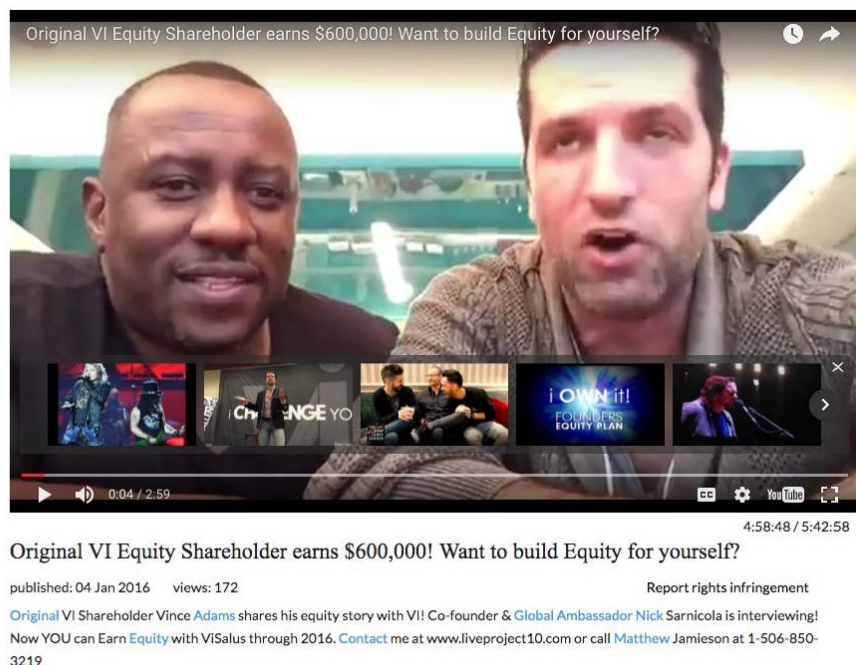 Original VI Equity Shareholder earns $600,000! Want to build Equity for yourself?
CHALLENGE YO
i OWN it!
FOUNDERS
EQUITY PLAN
0:04 / 2:59
CC
YouTube
4:58:48 / 5:42:58
Original VI Equity Shareholder earns $600,000! Want to build Equity for yourself?
published: 04 Jan 2016 views: 172
Report rights infringement
Original VI Shareholder Vince Adams shares his equity story with VI! Co-founder & Global Ambassador Nick Sarnicola is interviewing!
Now YOU can Earn Equity with ViSalus through 2016. Contact me at www.liveproject10.com or call Matthew Jamieson at 1-506-850-
3219